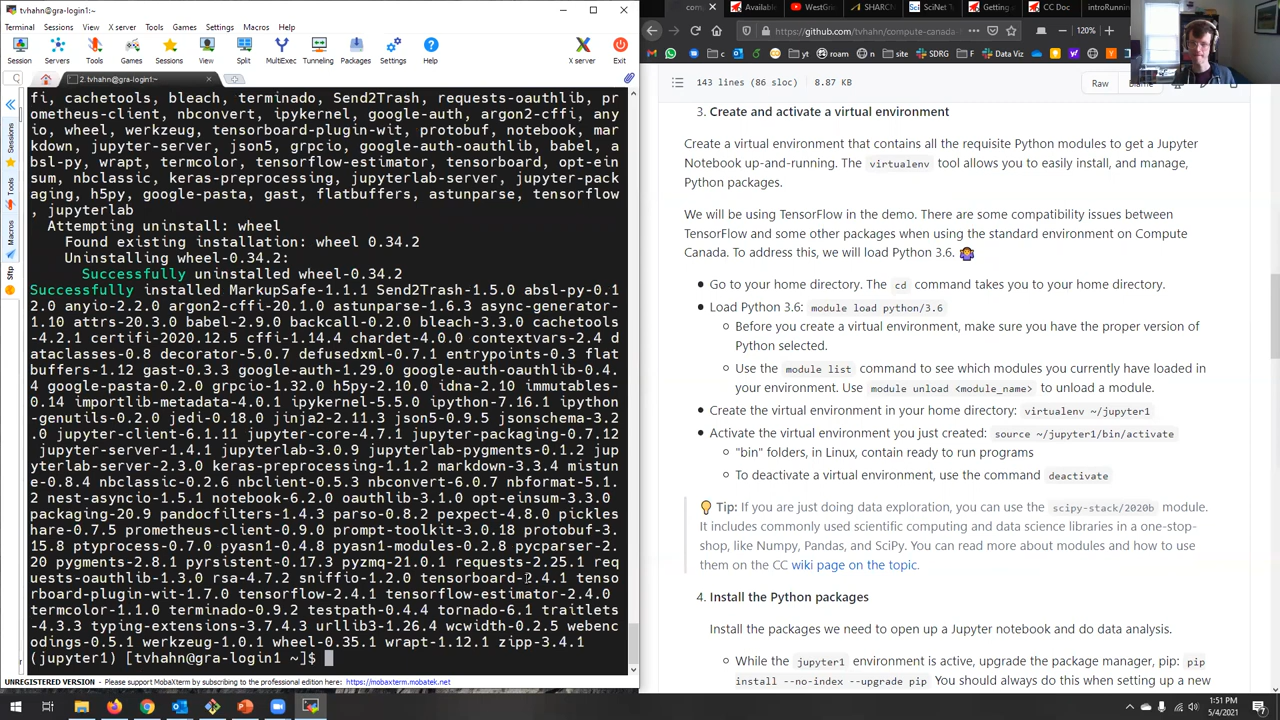 tvhahn@gra-login1:~
Terminal Sessions View X server Tools Games Settings Macros Help
Session Servers Tools Games Sessions View Split MultiExec Tunneling Packages Settings Help X server Exit
2. tvhahn@gra-login1:~
Sessions
Tools
Macros
Sftp
fi, cachetools, bleach, terminado, Send2Trash, requests-oauthlib, pr
ometheus-client, nbconvert, ipykernel, google-auth, argon2-cffi, any
io, wheel, werkzeug, tensorboard-plugin-wit, protobuf, notebook, mar
kdown, jupyter-server, json5, grpcio, google-auth-oauthlib, babel, a
bsl-py, wrapt, termcolor, tensorflow-estimator, tensorboard, opt-ein
sum, nbclassic, keras-preprocessing, jupyterlab-server, jupyter-pack
aging, h5py, google-pasta, gast, flatbuffers, astunparse, tensorflow
, jupyterlab
Attempting uninstall: wheel
Found existing installation: wheel 0.34.2
Uninstalling wheel-0.34.2:
Successfully uninstalled wheel-0.34.2
Successfully installed MarkupSafe-1.1.1 Send2Trash-1.5.0 absl-py-0.1
2.0 anyio-2.2.0 argon2-cffi-20.1.0 astunparse-1.6.3 async-generator-
1.10 attrs-20.3.0 babel-2.9.0 backcall-0.2.0 bleach-3.3.0 cachetools
-4.2.1 certifi-2020.12.5 cffi-1.14.4 chardet-4.0.0 contextvars-2.4 d
ataclasses-0.8 decorator-5.0.7 defusedxml-0.7.1 entrypoints-0.3 flat
buffers-1.12 gast-0.3.3 google-auth-1.29.0 google-auth-oauthlib-0.4.
4 google-pasta-0.2.0 grpcio-1.32.0 h5py-2.10.0 idna-2.10 immutables-
0.14 importlib-metadata-4.0.1 ipykernel-5.5.0 ipython-7.16.1 ipython
-genutils-0.2.0 jedi-0.18.0 jinja2-2.11.3 json5-0.9.5 jsonschema-3.2
.0 jupyter-client-6.1.11 jupyter-core-4.7.1 jupyter-packaging-0.7.12
jupyter-server-1.4.1 jupyterlab-3.0.9 jupyterlab-pygments-0.1.2 jup
yterlab-server-2.3.0 keras-preprocessing-1.1.2 markdown-3.3.4 mistun
e-0.8.4 nbclassic-0.2.6 nbclient-0.5.3 nbconvert-6.0.7 nbformat-5.1.
2 nest-asyncio-1.5.1 notebook-6.2.0 oauthlib-3.1.0 opt-einsum-3.3.0
packaging-20.9 pandocfilters-1.4.3 parso-0.8.2 pexpect-4.8.0 pickles
hare-0.7.5 prometheus-client-0.9.0 prompt-toolkit-3.0.18 protobuf-3.
15.8 ptyprocess-0.7.0 pyasn1-0.4.8 pyasn1-modules-0.2.8 pycparser-2.
20 pygments-2.8.1 pyrsistent-0.17.3 pyzmq-21.0.1 requests-2.25.1 req
uests-oauthlib-1.3.0 rsa-4.7.2 sniffio-1.2.0 tensorboard-2.4.1 tenso
rboard-plugin-wit-1.7.0 tensorflow-2.4.1 tensorflow-estimator-2.4.0
termcolor-1.1.0 terminado-0.9.2 testpath-0.4.4 tornado-6.1 traitlets
-4.3.3 typing-extensions-3.7.4.3 urllib3-1.26.4 wcwidth-0.2.5 webenc
odings-0.5.1 werkzeug-1.0.1 wheel-0.35.1 wrapt-1.12.1 zipp-3.4.1
(jupyter1) [tvhahn@gra-login1 ~]$
UNREGISTERED VERSION - Please support MobaXterm by subscribing to the professional edition here: https://mobaxterm.mobatek.net
Available WestGri SHARCN SciNet Getting CC Doc introRunnin
https://github.com/tvhahn/compute-canada- 120%
c yf roam sn SDRG Data Viz
143 lines (86 sloc) 8.87 KB Raw Blame
3. Create and activate a virtual environment
Create a virtual environment that contains all the requisite Python modules to get a Jupyter
Notebook up-and-running. The virtualenv tool allows you to easily install, and manage,
Python packages.
We will be using TensorFlow in the demo. There are some compatibility issues between
TensorFlow and some other packages when using the standard environment on Compute
Canada. To address this, we will load Python 3.6.
Go to your home directory. The cd command takes you to your home directory.
Load Python 3.6: module load python/3.6
Before you create a virtual environment, make sure you have the proper version of
Python selected.
Use the module list command to see which modules you currently have loaded in
your environment. Use module unload <module_name> to unload a module.
Create the virtual environment in your home directory: virtualenv ~/jupyter1
Activate the virtual environment you just created: source ~/jupyter1/bin/activate
"bin" folders, in Linux, contain ready to run programs
To deactivate a virtual environment, use the command deactivate
Tip: If you are just doing data exploration, you can use the scipy-stack/2020b module.
It includes commonly used scientific computing and data science libraries in a one-stop-
shop, like Numpy, Pandas, and SciPy. You can read more about modules and how to use
them on the CC wiki page on the topic.
4. Install the Python packages
Install the packages we need to open up a Jupyter notebook and do data analysis.
While the jupyter1 environment is active, upgrade the package manager, pip: pip
install --no-index --upgrade pip You should always do this when setting up a new
1:51 PM
5/4/2021